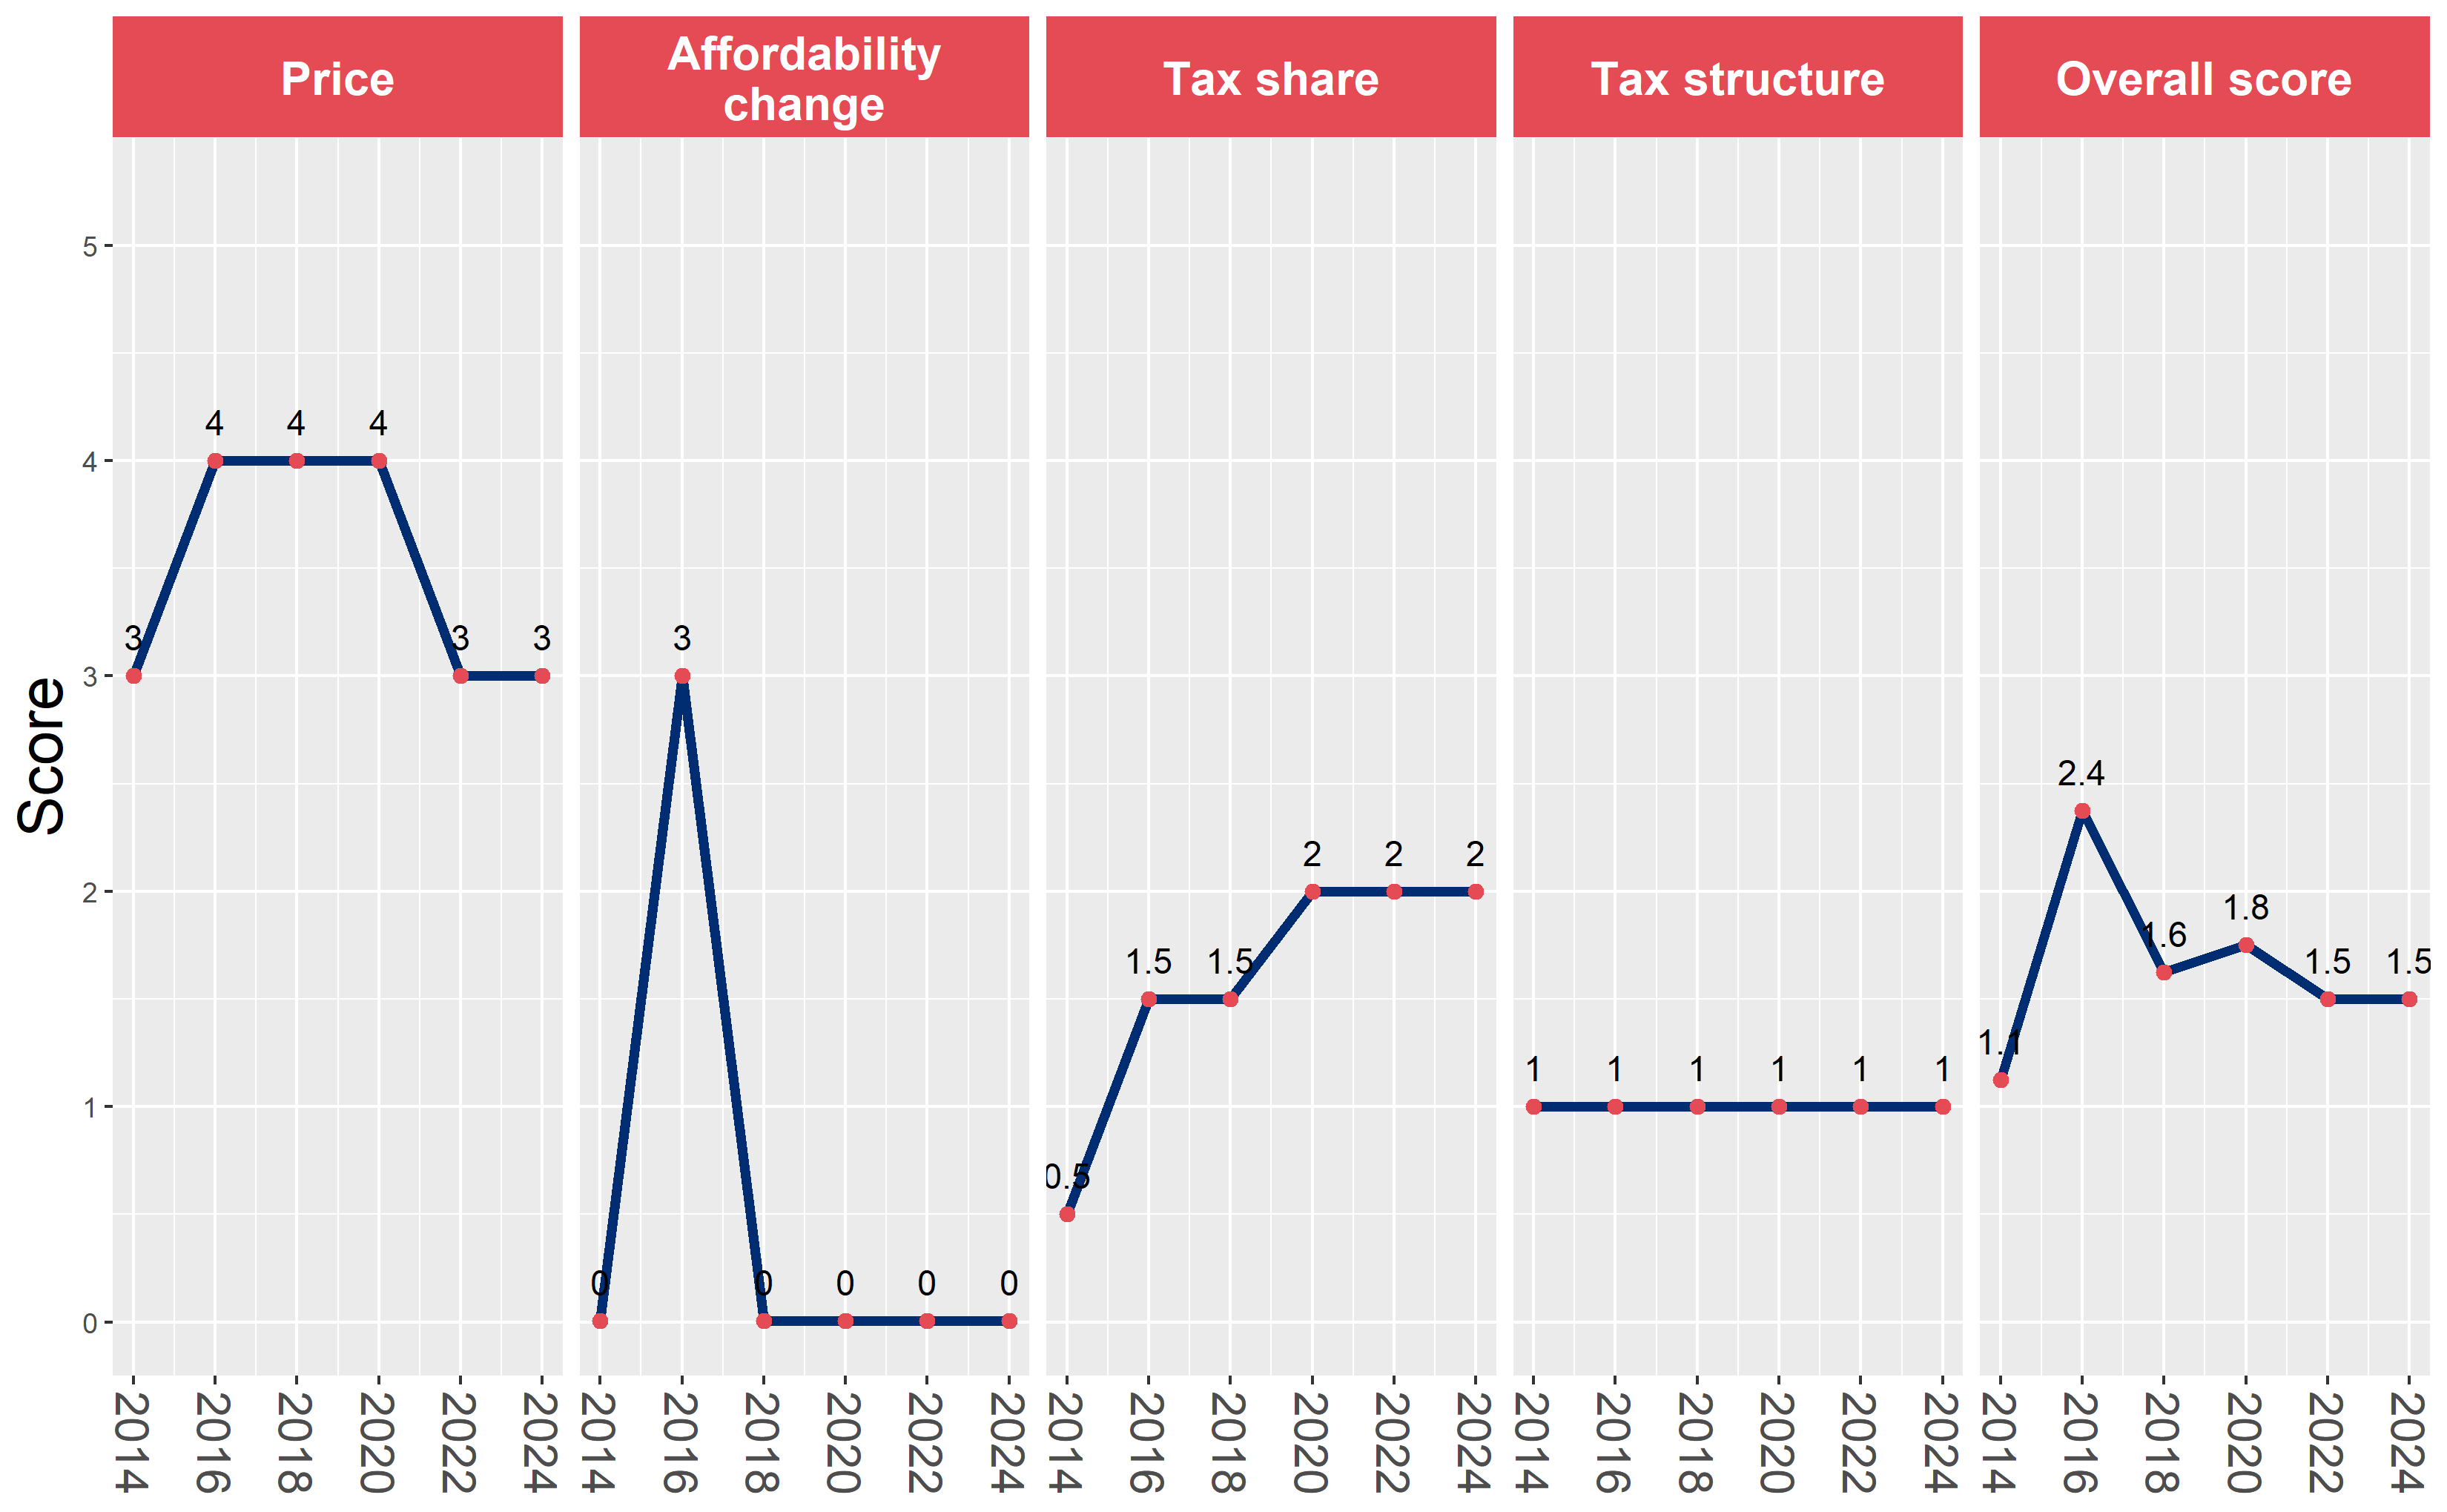 Price
Affordability
change
Tax share
Tax structure
Overall score
Score
5
4
3
2
1
0
3 4 4 4 3 3
0 3 0 0 0 0
0.5 1.5 1.5 2 2 2
1 1 1 1 1 1
1.1 2.4 1.6 1.8 1.5 1.5
2014 2016 2018 2020 2022 2024
2014 2016 2018 2020 2022 2024
2014 2016 2018 2020 2022 2024
2014 2016 2018 2020 2022 2024
2014 2016 2018 2020 2022 2024